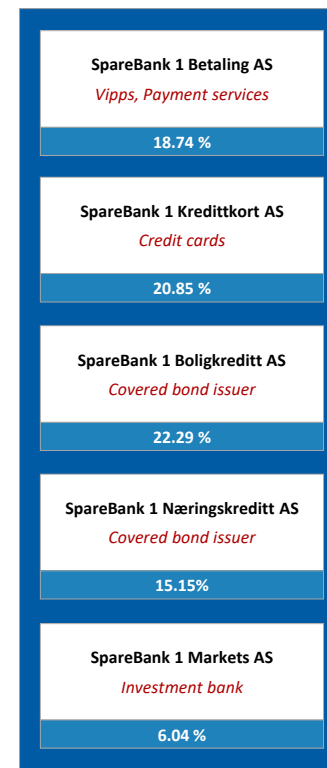 SpareBank 1 Betaling AS
Vipps, Payment services
18.74 %
SpareBank 1 Kredittkort AS
Credit cards
20.85 %
SpareBank 1 Boligkreditt AS
Covered bond issuer
22.29 %
SpareBank 1 Næringskreditt AS
Covered bond issuer
15.15%
SpareBank 1 Markets AS
Investment bank
6.04 %